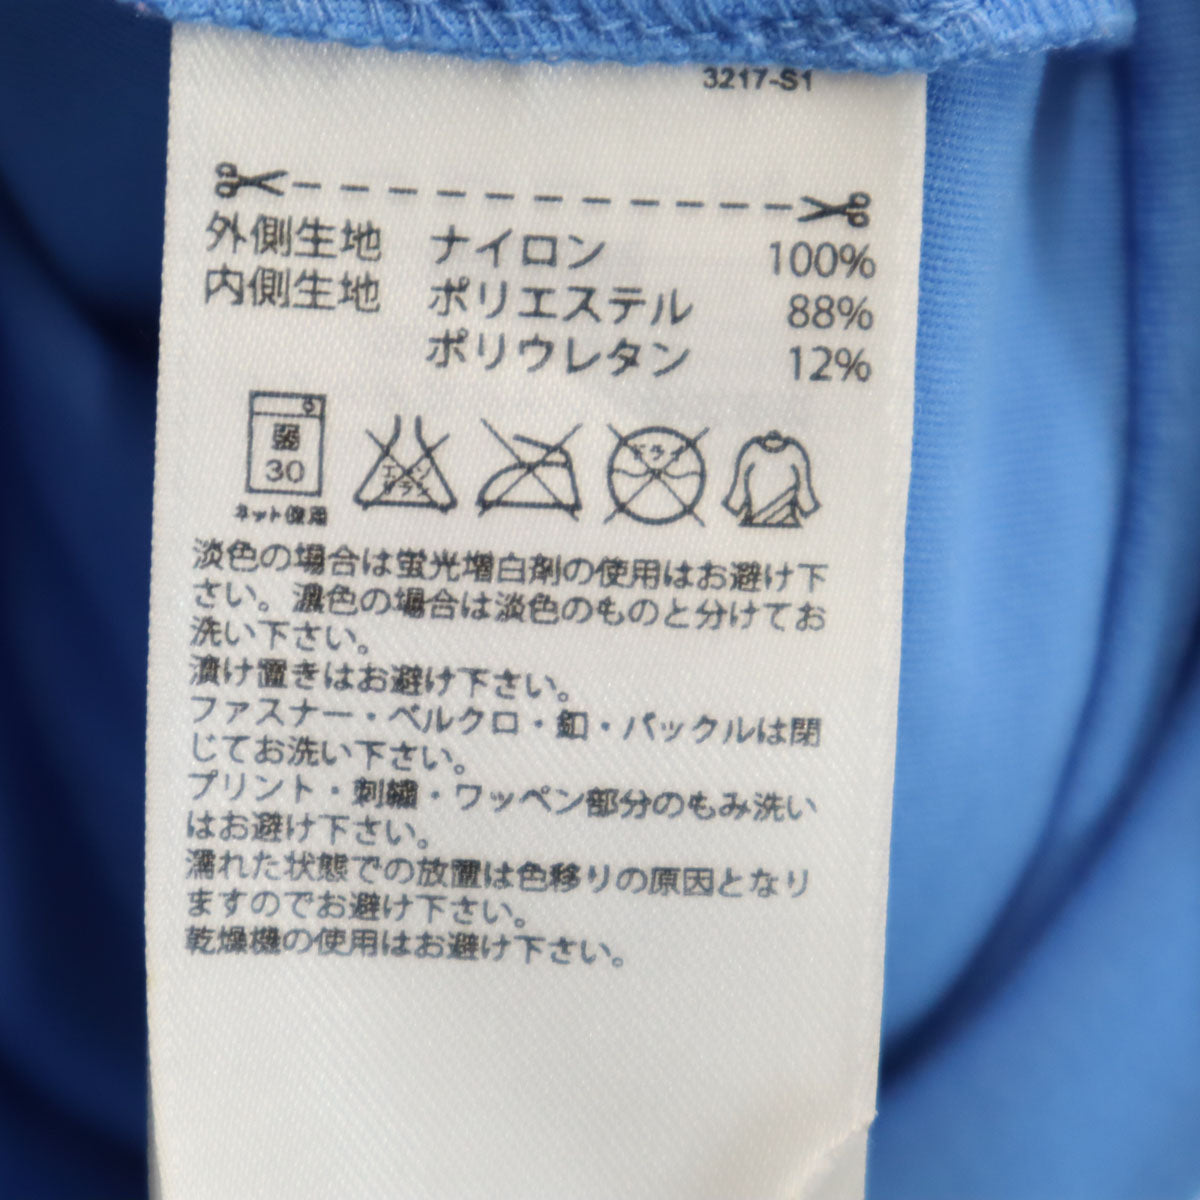 3217-S1
外側生地 ナイロン 100%
内側生地 ポリエステル 88%
ポリウレタン 12%
弱
30
ネット使用
エンソ
サラシ
ドライ
淡色の場合は蛍光増白剤の使用はお避け下
さい。濃色の場合は淡色のものと分けてお
洗い下さい。
漬け置きはお避け下さい。
ファスナー・ベルクロ・釦・バックルは閉
じてお洗い下さい。
プリント・刺繍・ワッペン部分のもみ洗い
はお避け下さい。
濡れた状態での放置は色移りの原因となり
ますのでお避け下さい。
乾燥機の使用はお避け下さい。